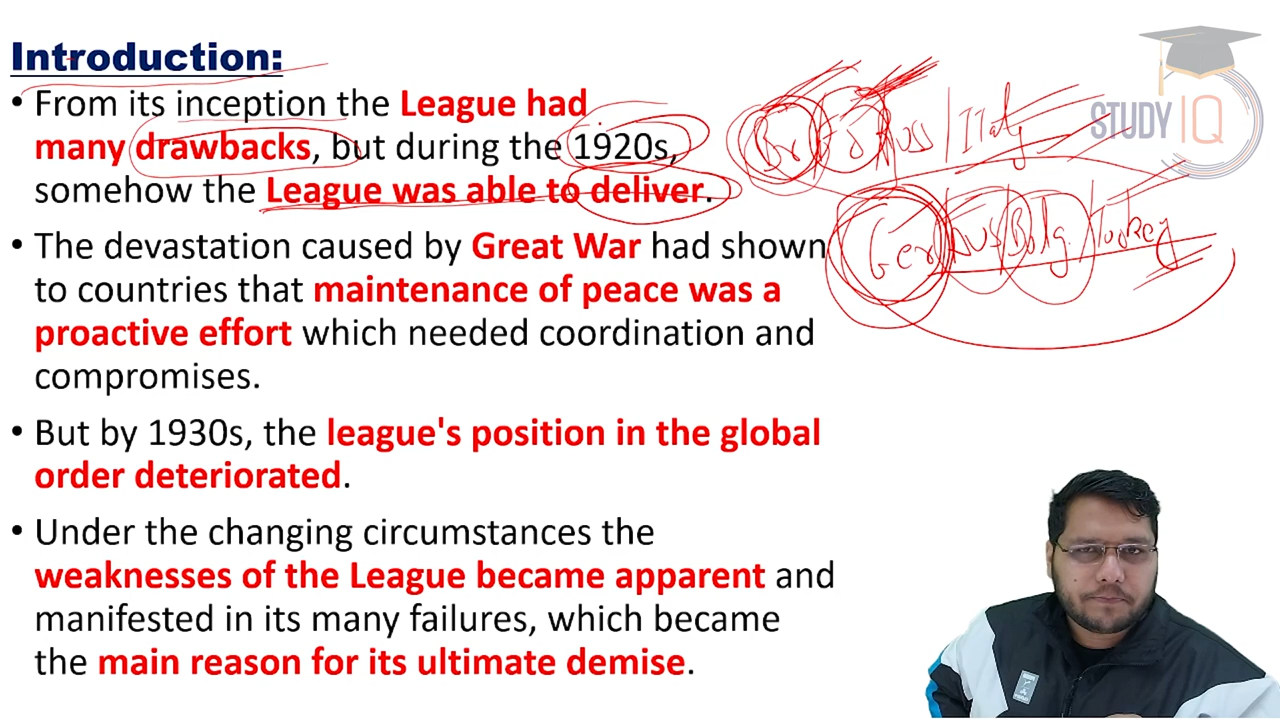 Introduction:
• From its inception the League had
many drawbacks, but during the 1920s,
somehow the League was able to deliver.
• The devastation caused by Great War had shown
to countries that maintenance of peace was a
proactive effort which needed coordination and
compromises.
• But by 1930s, the league's position in the global
order deteriorated.
• Under the changing circumstances the
weaknesses of the League became apparent and
manifested in its many failures, which became
the main reason for its ultimate demise.
Br
Italy
STUDY IQ
Ger
Turkey